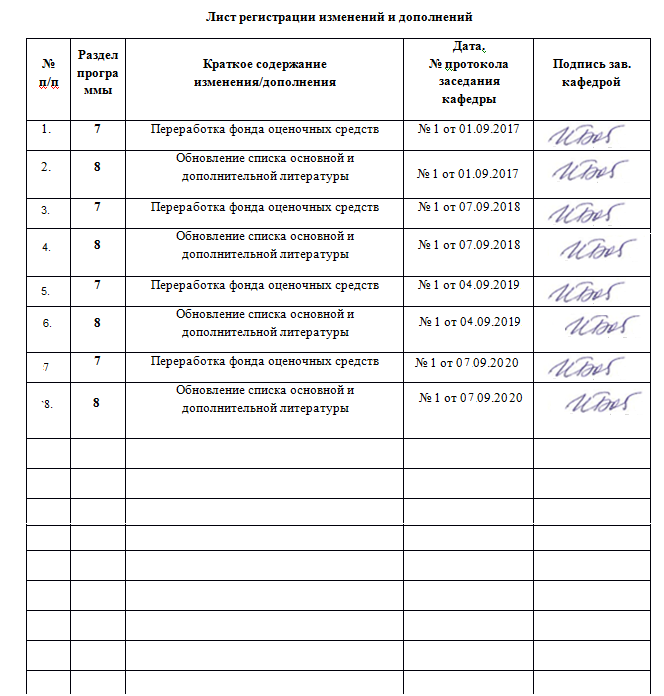 Лист регистрации изменений и дополнений
№ п/п
Раздел програ ммы
Краткое содержание изменения/дополнения
Дата, № протокола заседания кафедры
Подпись зав. кафедрой
1. 7 Переработка фонда оценочных средств № 1 от 01.09.2017
2. 8 Обновление списка основной и
дополнительной литературы № 1 от 01.09.2017
3. 7 Переработка фонда оценочных средств № 1 от 07.09.2018
4. 8 Обновление списка основной и
дополнительной литературы № 1 от 07.09.2018
5. 7 Переработка фонда оценочных средств № 1 от 04.09.2019
6. 8 Обновление списка основной и
дополнительной литературы № 1 от 04.09.2019
7 7 Переработка фонда оценочных средств № 1 от 07.09.2020
`8. 8 Обновление списка основной и
дополнительной литературы № 1 от 07.09.2020